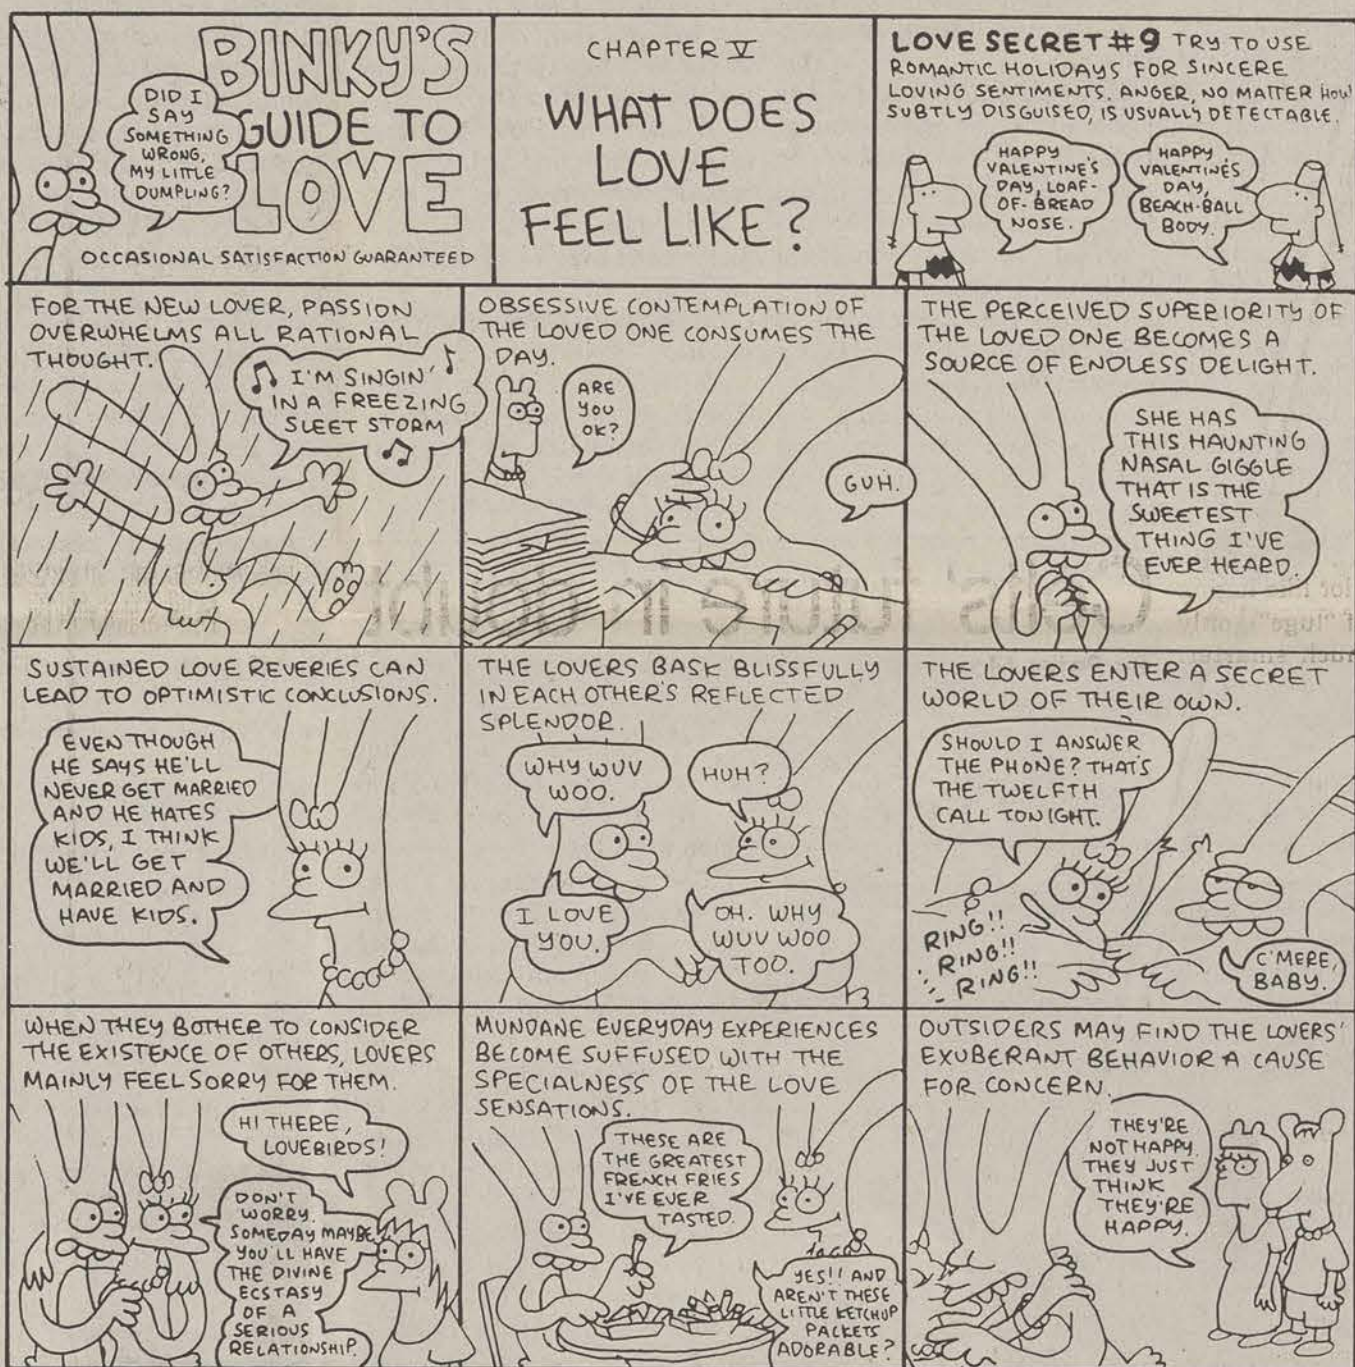 BINKY'S
GUIDE TO
LOVE
DID I
SAY
SOMETHING
WRONG,
MY LITTLE
DUMPLING?
OCCASIONAL SATISFACTION GUARANTEED
CHAPTER V
WHAT DOES
LOVE
FEEL LIKE?
LOVE SECRET #9 TRY TO USE
ROMANTIC HOLIDAYS FOR SINCERE
LOVING SENTIMENTS. ANGER, NO MATTER HOW
SUBTLY DISGUISED, IS USUALLY DETECTABLE.
HAPPY
VALENTINE'S
DAY, LOAF-
OF-BREAD
NOSE.
HAPPY
VALENTINE'S
DAY,
BEACH-BALL
BODY.
FOR THE NEW LOVER, PASSION
OVERWHELMS ALL RATIONAL
THOUGHT.
I'M SINGIN'
IN A FREEZING
SLEET STORM
OBSESSIVE CONTEMPLATION OF
THE LOVED ONE CONSUMES THE
DAY.
ARE
YOU
OK?
GUH.
THE PERCEIVED SUPERIORITY OF
THE LOVED ONE BECOMES A
SOURCE OF ENDLESS DELIGHT.
SHE HAS
THIS HAUNTING
NASAL GIGGLE
THAT IS THE
SWEETEST
THING I'VE
EVER HEARD.
SUSTAINED LOVE REVERIES CAN
LEAD TO OPTIMISTIC CONCLUSIONS.
EVEN THOUGH
HE SAYS HE'LL
NEVER GET MARRIED
AND HE HATES
KIDS, I THINK
WE'LL GET
MARRIED AND
HAVE KIDS.
THE LOVERS BASK BLISSFULLY
IN EACH OTHER'S REFLECTED
SPLENDOR.
WHY WUV
WOO.
HUH?
I LOVE
YOU.
OH. WHY
WUV WOO
TOO.
THE LOVERS ENTER A SECRET
WORLD OF THEIR OWN.
SHOULD I ANSWER
THE PHONE? THAT'S
THE TWELFTH
CALL TONIGHT.
RING!!
RING!!
RING!!
C'MERE,
BABY.
WHEN THEY BOTHER TO CONSIDER
THE EXISTENCE OF OTHERS, LOVERS
MAINLY FEEL SORRY FOR THEM.
HI THERE,
LOVEBIRDS!
DON'T
WORRY.
SOMEDAY MAYBE
YOU'LL HAVE
THE DIVINE
ECSTASY
OF A
SERIOUS
RELATIONSHIP.
MUNDANE EVERYDAY EXPERIENCES
BECOME SUFFUSED WITH THE
SPECIALNESS OF THE LOVE
SENSATIONS.
THESE ARE
THE GREATEST
FRENCH FRIES
I'VE EVER
TASTED.
YES!! AND
AREN'T THESE
LITTLE KETCHUP
PACKETS
ADORABLE?
OUTSIDERS MAY FIND THE LOVERS'
EXUBERANT BEHAVIOR A CAUSE
FOR CONCERN.
THEY'RE
NOT HAPPY.
THEY JUST
THINK
THEY'RE
HAPPY.